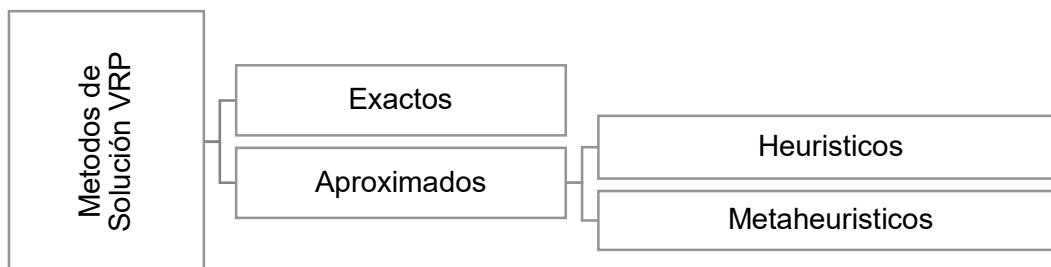 Metodos de
Solución VRP
Exactos
Aproximados
Heuristicos
Metaheuristicos